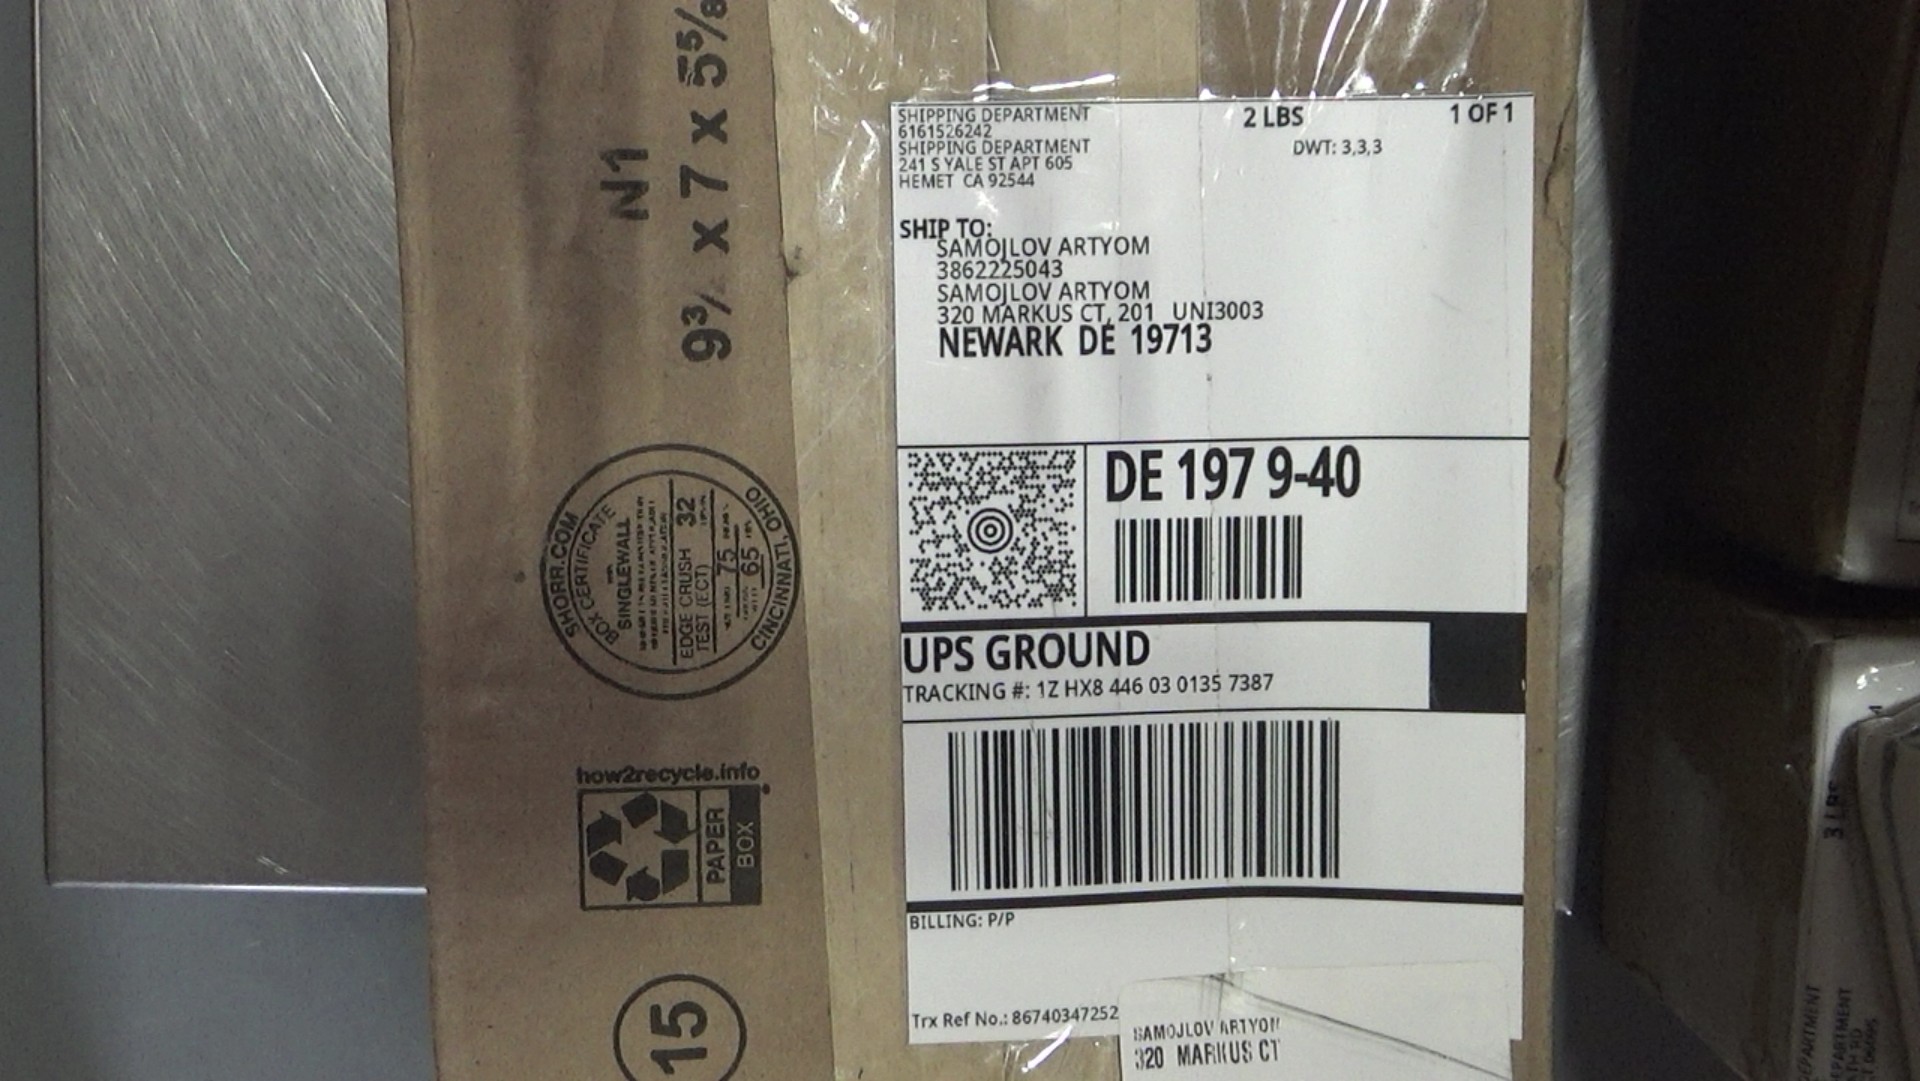 SHIPPING DEPARTMENT
6161526242
SHIPPING DEPARTMENT
241 S YALE ST APT 605
HEMET CA 92544
2 LBS
1 OF 1
DWT: 3,3,3
SHIP TO:
SAMOJLOV ARTYOM
3862225043
SAMOJLOV ARTYOM
320 MARKUS CT, 201 UNI3003
NEWARK DE 19713
DE 197 9-40
UPS GROUND
TRACKING #: 1Z HX8 446 03 0135 7387
BILLING: P/P
Trx Ref No.: 86740347252
SAMOJLOV ARTYOM
320 MARKUS CT
N1
x 7 x 5⅝
SHORR.COM
BOX CERTIFICATE
SINGLEWALL
EDGE CRUSH
TEST (ECT)
32
75
65
CINCINNATI, OHIO
how2recycle.info
PAPER
BOX
15
3 LBS